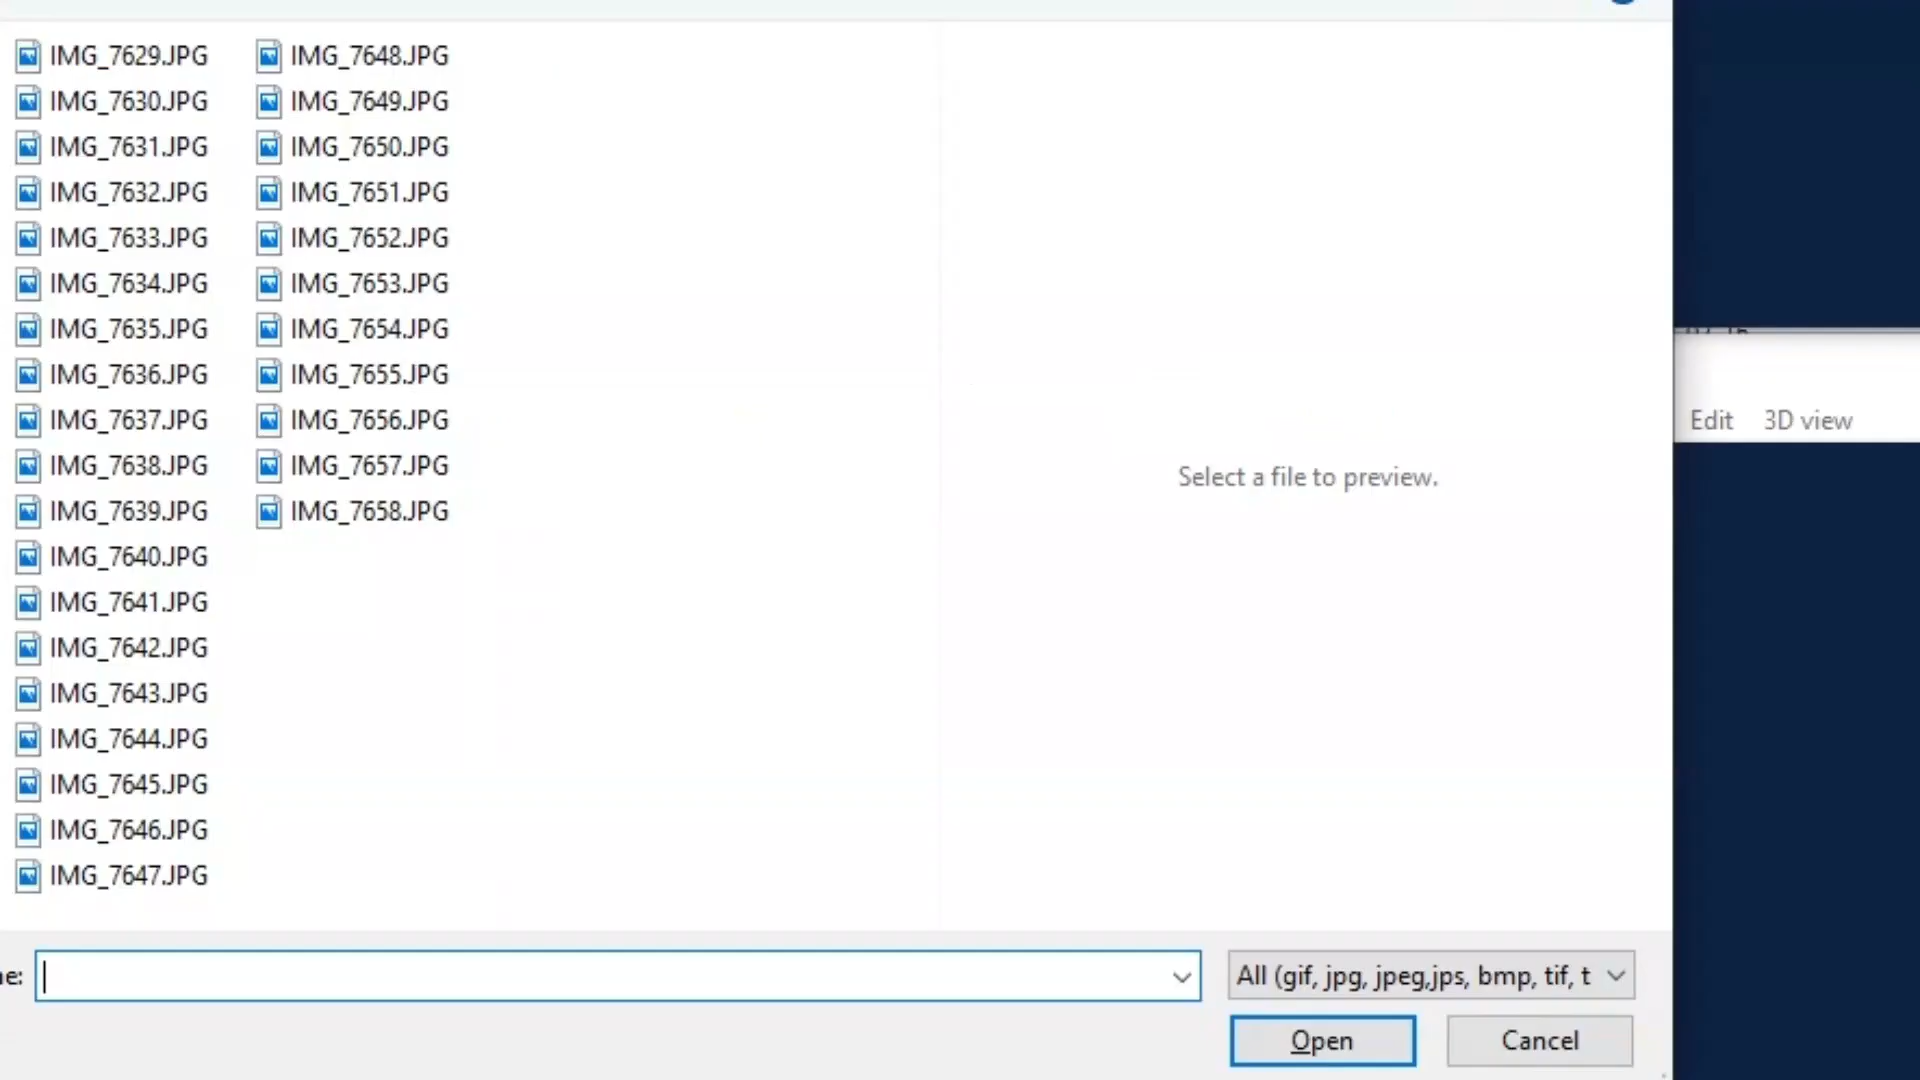 IMG_7629.JPG
IMG_7630.JPG
IMG_7631.JPG
IMG_7632.JPG
IMG_7633.JPG
IMG_7634.JPG
IMG_7635.JPG
IMG_7636.JPG
IMG_7637.JPG
IMG_7638.JPG
IMG_7639.JPG
IMG_7640.JPG
IMG_7641.JPG
IMG_7642.JPG
IMG_7643.JPG
IMG_7644.JPG
IMG_7645.JPG
IMG_7646.JPG
IMG_7647.JPG
IMG_7648.JPG
IMG_7649.JPG
IMG_7650.JPG
IMG_7651.JPG
IMG_7652.JPG
IMG_7653.JPG
IMG_7654.JPG
IMG_7655.JPG
IMG_7656.JPG
IMG_7657.JPG
IMG_7658.JPG
Select a file to preview.
Edit 3D view
e:
All (gif, jpg, jpeg,jps, bmp, tif, t
Open Cancel